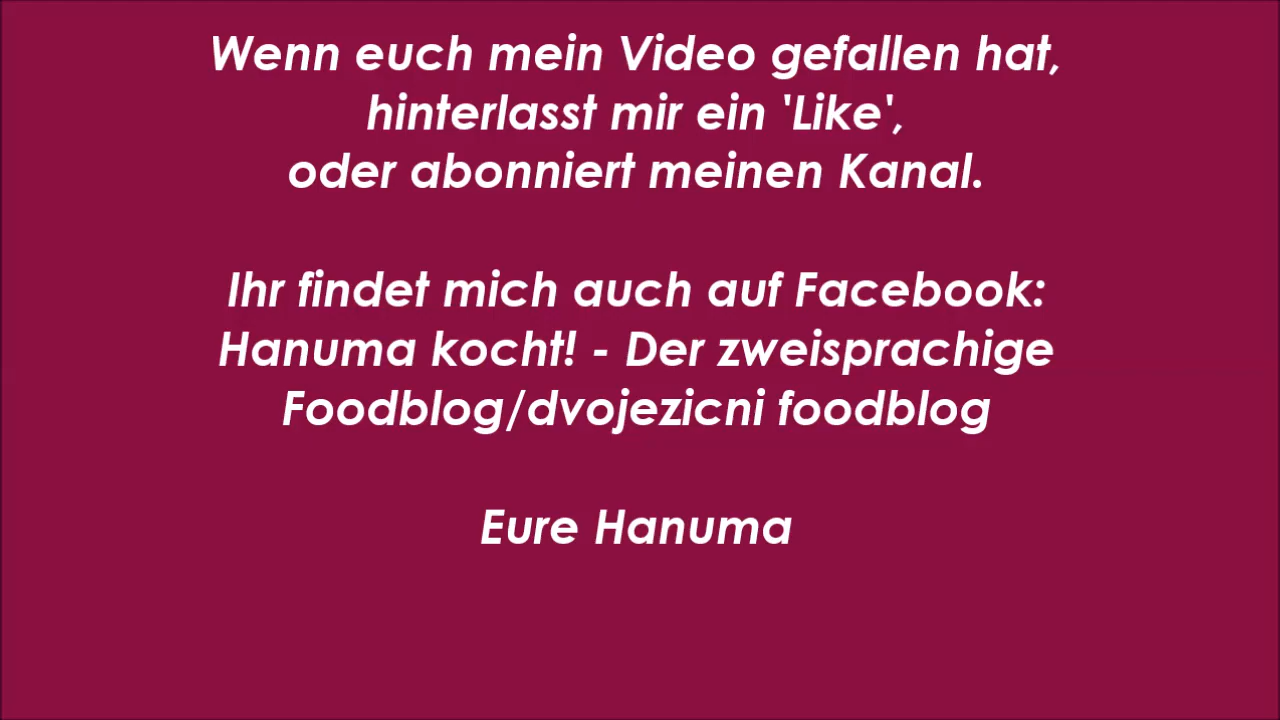 Wenn euch mein Video gefallen hat,
hinterlasst mir ein 'Like',
oder abonniert meinen Kanal.
Ihr findet mich auch auf Facebook:
Hanuma kocht! - Der zweisprachige
Foodblog/dvojezicni foodblog
Eure Hanuma